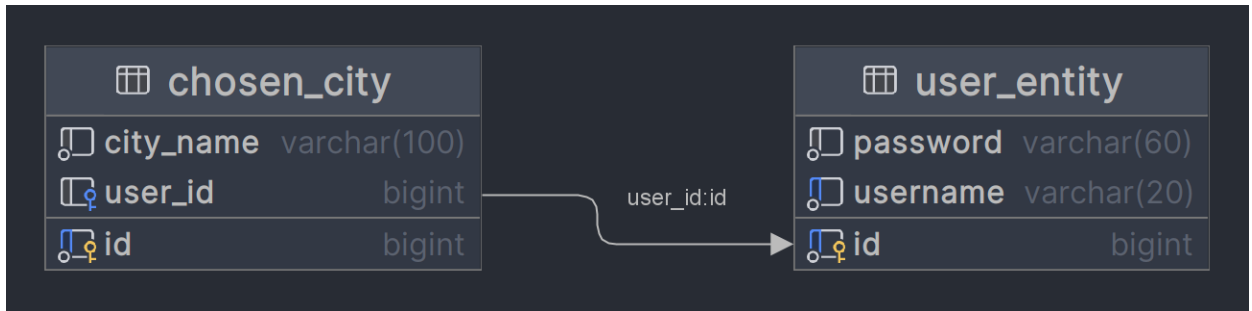 chosen_city
city_name varchar(100)
user_id bigint
id bigint
user_id:id
user_entity
password varchar(60)
username varchar(20)
id bigint